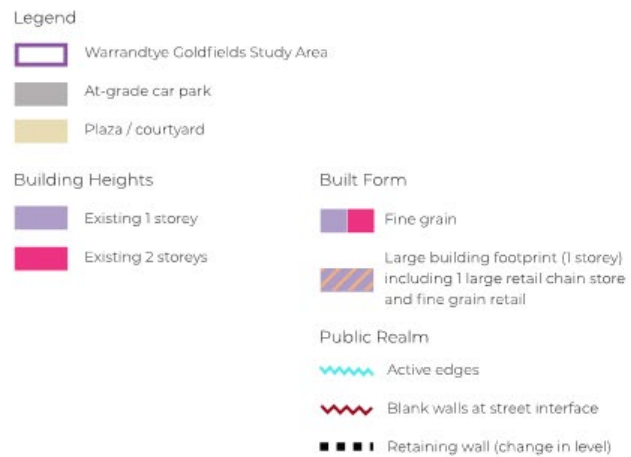 Legend
Warrandtye Goldfields Study Area
At-grade car park
Plaza / courtyard
Building Heights
Existing 1 storey
Existing 2 storeys
Built Form
Fine grain
Large building footprint (1 storey)
including 1 large retail chain store
and fine grain retail
Public Realm
Active edges
Blank walls at street interface
Retaining wall (change in level)